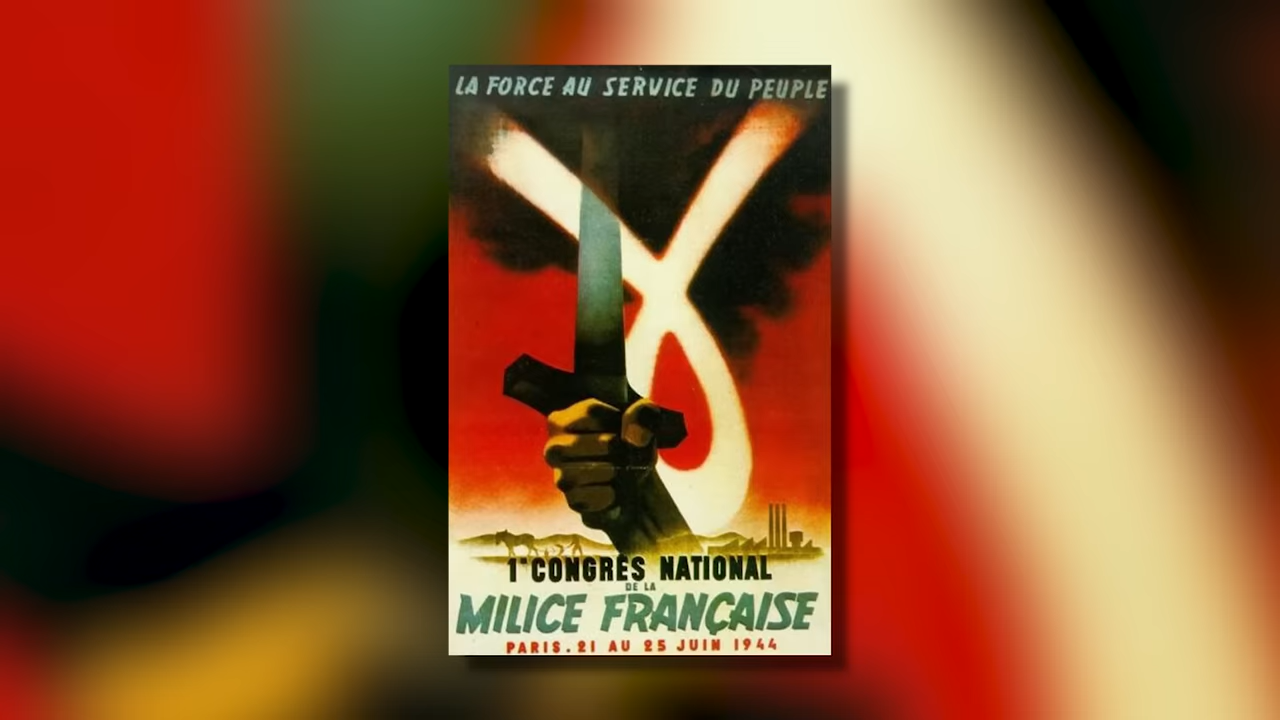 LA FORCE AU SERVICE DU PEUPLE
1er CONGRÈS NATIONAL
DE LA
MILICE FRANÇAISE
PARIS. 21 AU 25 JUIN 1944